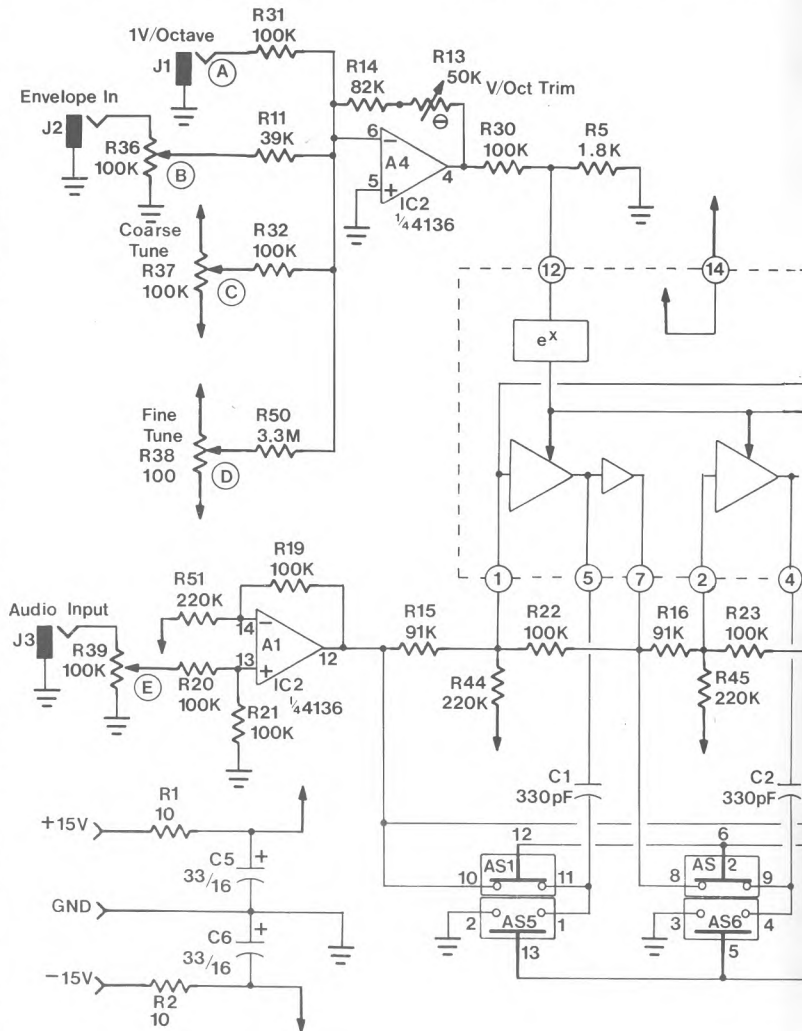 1V/Octave
R31
100K
J1
A
Envelope In
J2
R36
100K
B
R11
39K
R14
82K
R13
50K
V/Oct Trim
6
−
A4
5
+
4
IC2
¼4136
R30
100K
R5
1.8K
Coarse
Tune
R37
100K
C
R32
100K
12
14
eˣ
Fine
Tune
R38
100
D
R50
3.3M
1
5
7
2
4
R19
100K
R51
220K
14
−
A1
13
+
12
IC2
¼4136
Audio Input
J3
R39
100K
E
R20
100K
R21
100K
R15
91K
R22
100K
R16
91K
R23
100K
R44
220K
R45
220K
C1
330pF
C2
330pF
+15V
R1
10
C5
+
33/16
GND
C6
+
33/16
−15V
R2
10
12
AS1
10
11
AS5
2
1
13
6
AS 2
8
9
AS6
3
4
5